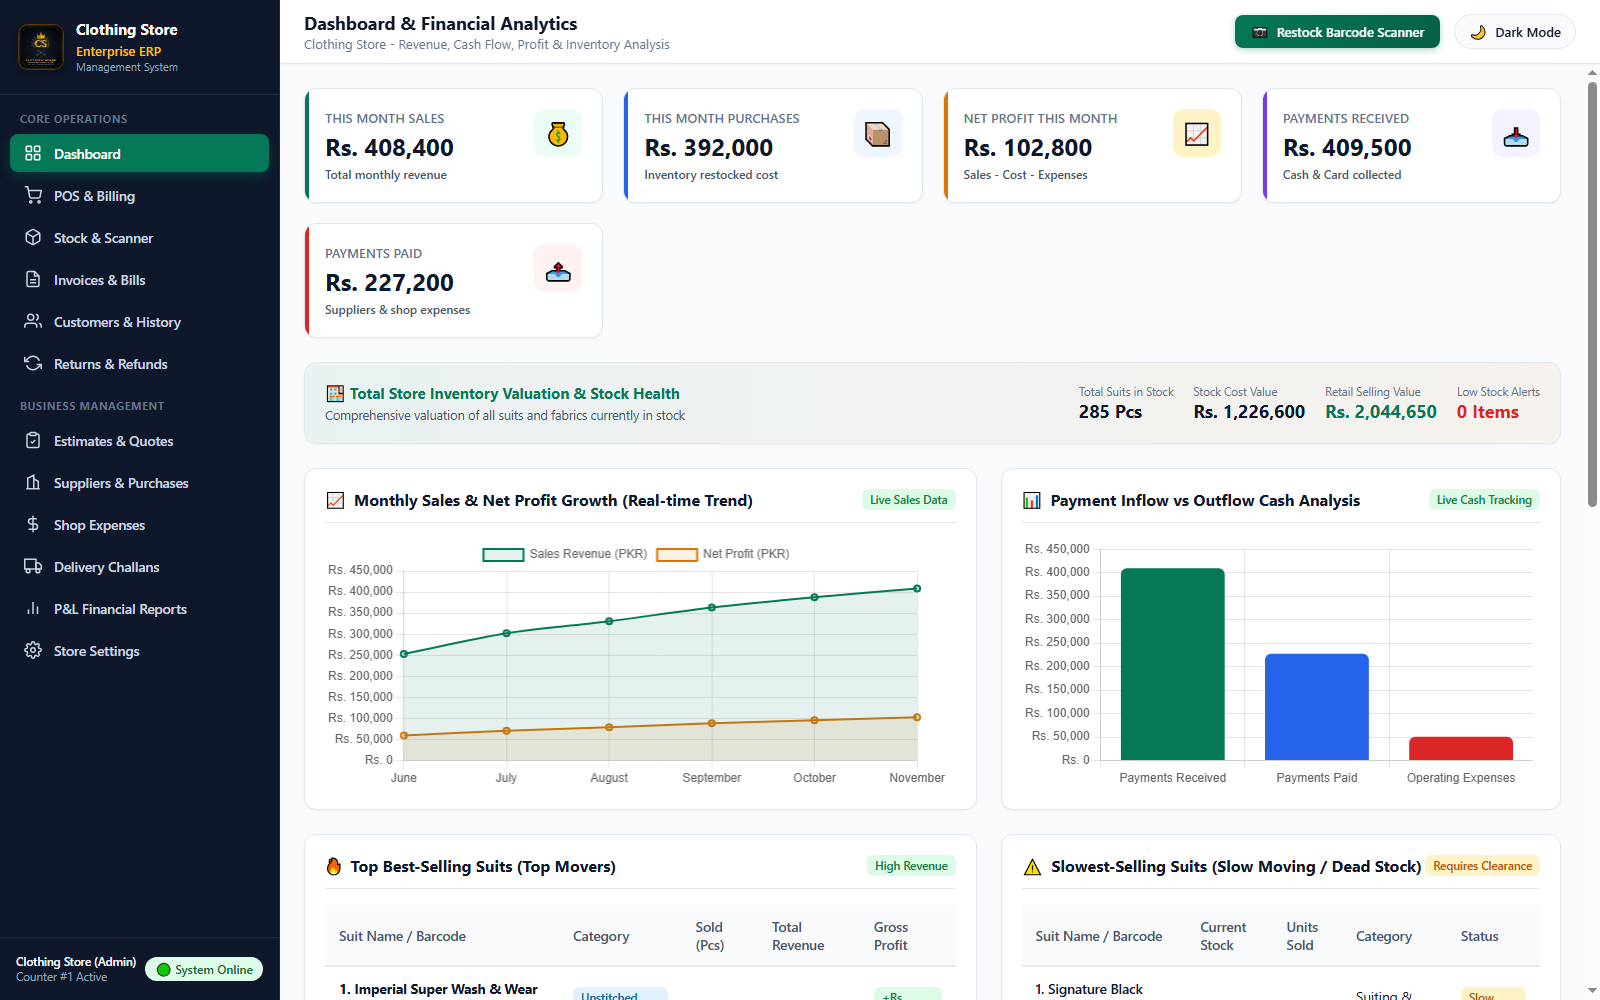 Clothing Store
Enterprise ERP
Management System
CORE OPERATIONS
Dashboard
POS & Billing
Stock & Scanner
Invoices & Bills
Customers & History
Returns & Refunds
BUSINESS MANAGEMENT
Estimates & Quotes
Suppliers & Purchases
Shop Expenses
Delivery Challans
P&L Financial Reports
Store Settings
Clothing Store (Admin)
Counter #1 Active
System Online
Dashboard & Financial Analytics
Clothing Store - Revenue, Cash Flow, Profit & Inventory Analysis
Restock Barcode Scanner
Dark Mode
THIS MONTH SALES
Rs. 408,400
Total monthly revenue
THIS MONTH PURCHASES
Rs. 392,000
Inventory restocked cost
NET PROFIT THIS MONTH
Rs. 102,800
Sales - Cost - Expenses
PAYMENTS RECEIVED
Rs. 409,500
Cash & Card collected
PAYMENTS PAID
Rs. 227,200
Suppliers & shop expenses
Total Store Inventory Valuation & Stock Health
Comprehensive valuation of all suits and fabrics currently in stock
Total Suits in Stock
285 Pcs
Stock Cost Value
Rs. 1,226,600
Retail Selling Value
Rs. 2,044,650
Low Stock Alerts
0 Items
Monthly Sales & Net Profit Growth (Real-time Trend)
Live Sales Data
Sales Revenue (PKR) Net Profit (PKR)
Rs. 450,000
Rs. 400,000
Rs. 350,000
Rs. 300,000
Rs. 250,000
Rs. 200,000
Rs. 150,000
Rs. 100,000
Rs. 50,000
Rs. 0
June July August September October November
Payment Inflow vs Outflow Cash Analysis
Live Cash Tracking
Rs. 450,000
Rs. 400,000
Rs. 350,000
Rs. 300,000
Rs. 250,000
Rs. 200,000
Rs. 150,000
Rs. 100,000
Rs. 50,000
Rs. 0
Payments Received Payments Paid Operating Expenses
Top Best-Selling Suits (Top Movers)
High Revenue
Suit Name / Barcode
Category
Sold (Pcs)
Total Revenue
Gross Profit
1. Imperial Super Wash & Wear
Unstitched
+Rs.
Slowest-Selling Suits (Slow Moving / Dead Stock)
Requires Clearance
Suit Name / Barcode
Current Stock
Units Sold
Category
Status
1. Signature Black
Suiting &
Slow